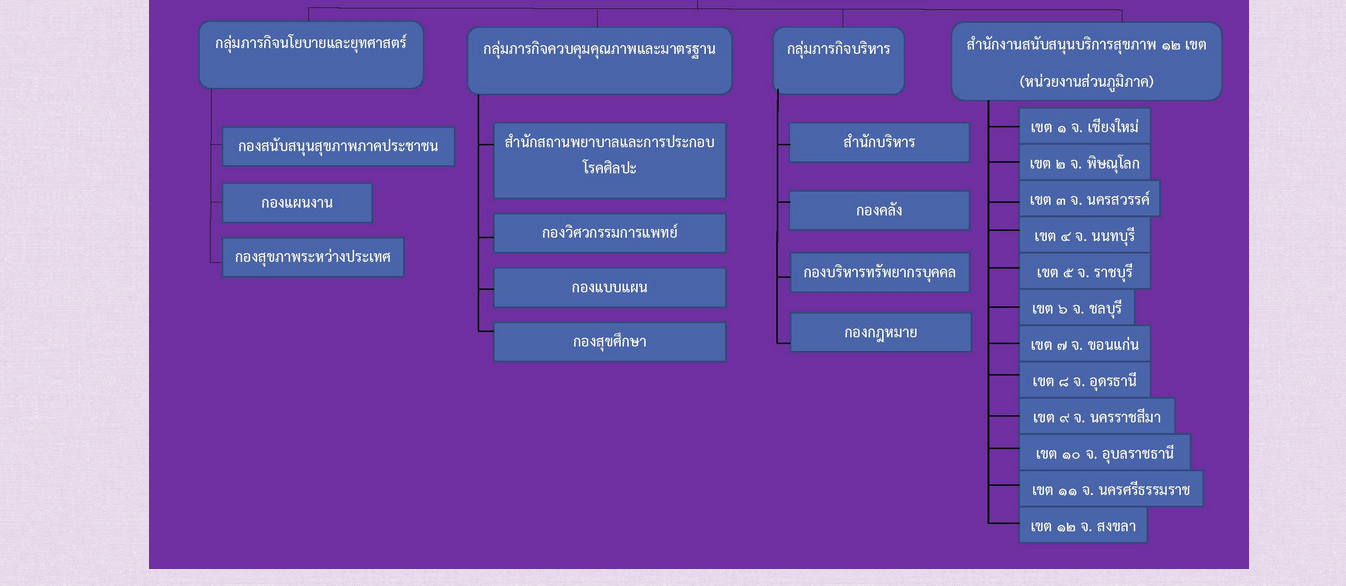 กลุ่มภารกิจนโยบายและยุทศาสตร์
กองสนับสนุนสุขภาพภาคประชาชน
กองแผนงาน
กองสุขภาพระหว่างประเทศ
กลุ่มภารกิจควบคุมคุณภาพและมาตรฐาน
สำนักสถานพยาบาลและการประกอบ
โรคศิลปะ
กองวิศวกรรมการแพทย์
กองแบบแผน
กองสุขศึกษา
กลุ่มภารกิจบริหาร
สำนักบริหาร
กองคลัง
กองบริหารทรัพยากรบุคคล
กองกฎหมาย
สำนักงานสนับสนุนบริการสุขภาพ ๑๒ เขต
(หน่วยงานส่วนภูมิภาค)
เขต ๑ จ. เชียงใหม่
เขต ๒ จ. พิษณุโลก
เขต ๓ จ. นครสวรรค์
เขต ๔ จ. นนทบุรี
เขต ๕ จ. ราชบุรี
เขต ๖ จ. ชลบุรี
เขต ๗ จ. ขอนแก่น
เขต ๘ จ. อุดรธานี
เขต ๙ จ. นครราชสีมา
เขต ๑๐ จ. อุบลราชธานี
เขต ๑๑ จ. นครศรีธรรมราช
เขต ๑๒ จ. สงขลา